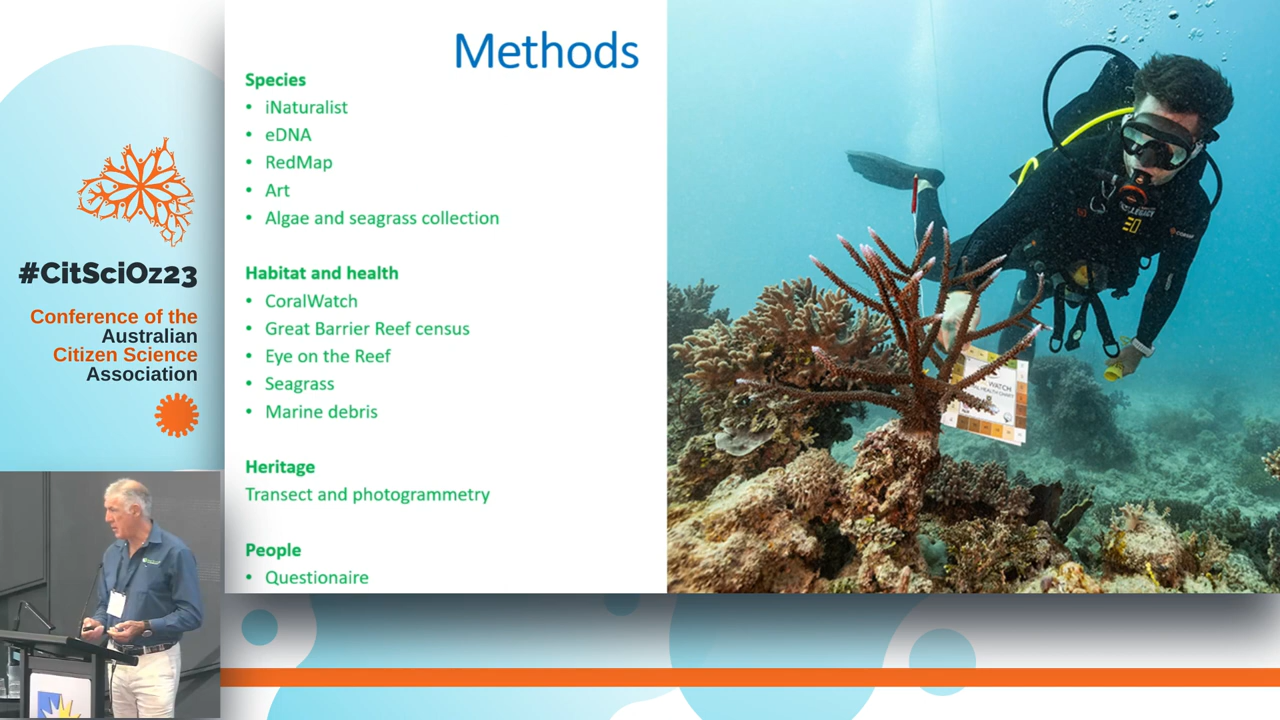 Methods
Species
• iNaturalist
• eDNA
• RedMap
• Art
• Algae and seagrass collection
Habitat and health
• CoralWatch
• Great Barrier Reef census
• Eye on the Reef
• Seagrass
• Marine debris
Heritage
Transect and photogrammetry
People
• Questionaire
#CitSciOz23
Conference of the
Australian
Citizen Science
Association
LEGACY
WATCH